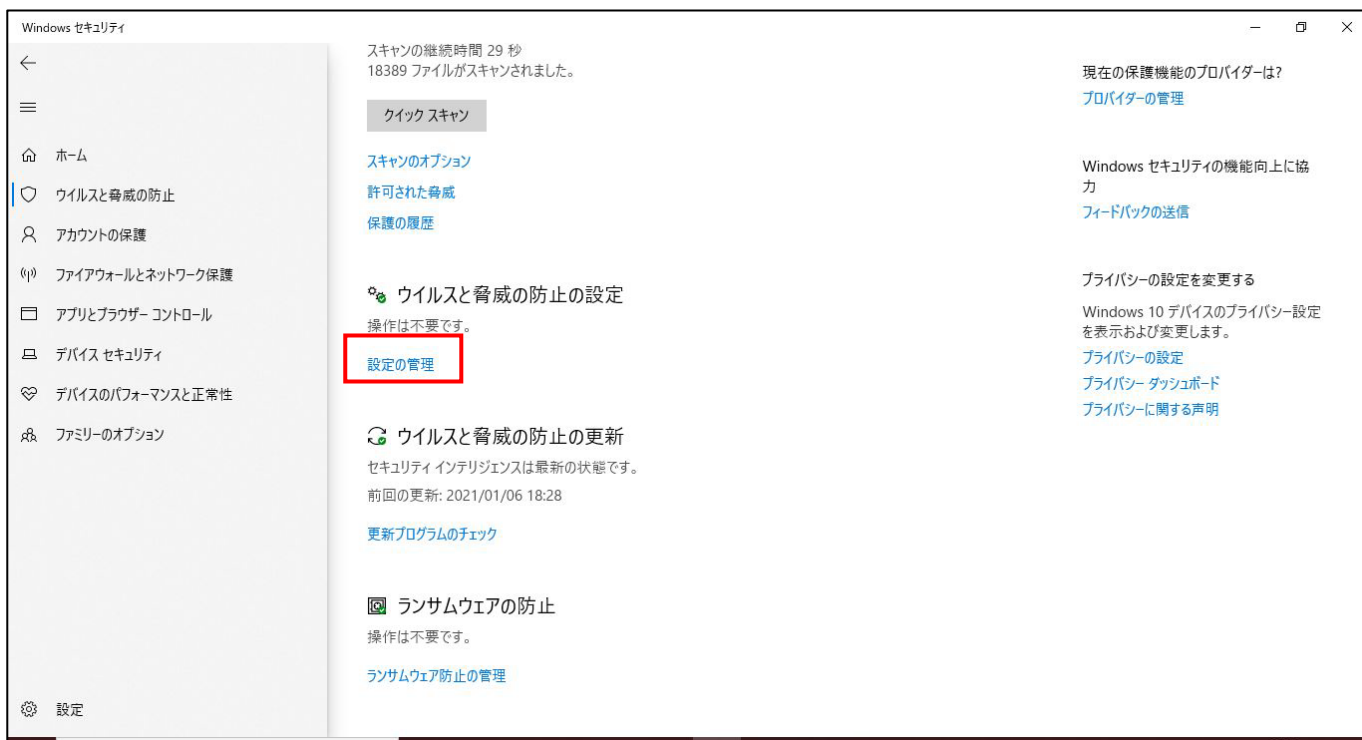 Windows セキュリティ
ホーム
ウイルスと脅威の防止
アカウントの保護
ファイアウォールとネットワーク保護
アプリとブラウザー コントロール
デバイス セキュリティ
デバイスのパフォーマンスと正常性
ファミリーのオプション
設定
スキャンの継続時間 29 秒
18389 ファイルがスキャンされました。
クイック スキャン
スキャンのオプション
許可された脅威
保護の履歴
ウイルスと脅威の防止の設定
操作は不要です。
設定の管理
ウイルスと脅威の防止の更新
セキュリティ インテリジェンスは最新の状態です。
前回の更新: 2021/01/06 18:28
更新プログラムのチェック
ランサムウェアの防止
操作は不要です。
ランサムウェア防止の管理
現在の保護機能のプロバイダーは?
プロバイダーの管理
Windows セキュリティの機能向上に協
力
フィードバックの送信
プライバシーの設定を変更する
Windows 10 デバイスのプライバシー設定
を表示および変更します。
プライバシーの設定
プライバシー ダッシュボード
プライバシーに関する声明